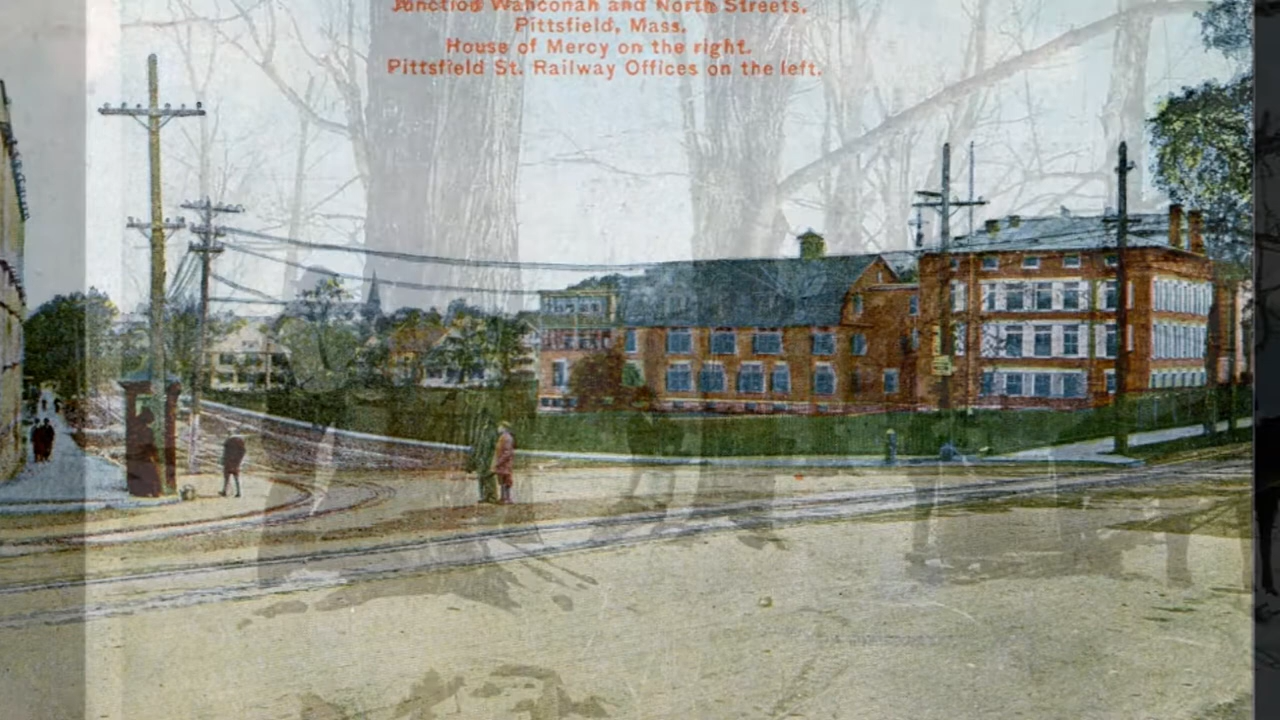 Junction Wahconah and North Streets.
Pittsfield, Mass.
House of Mercy on the right.
Pittsfield St. Railway Offices on the left.